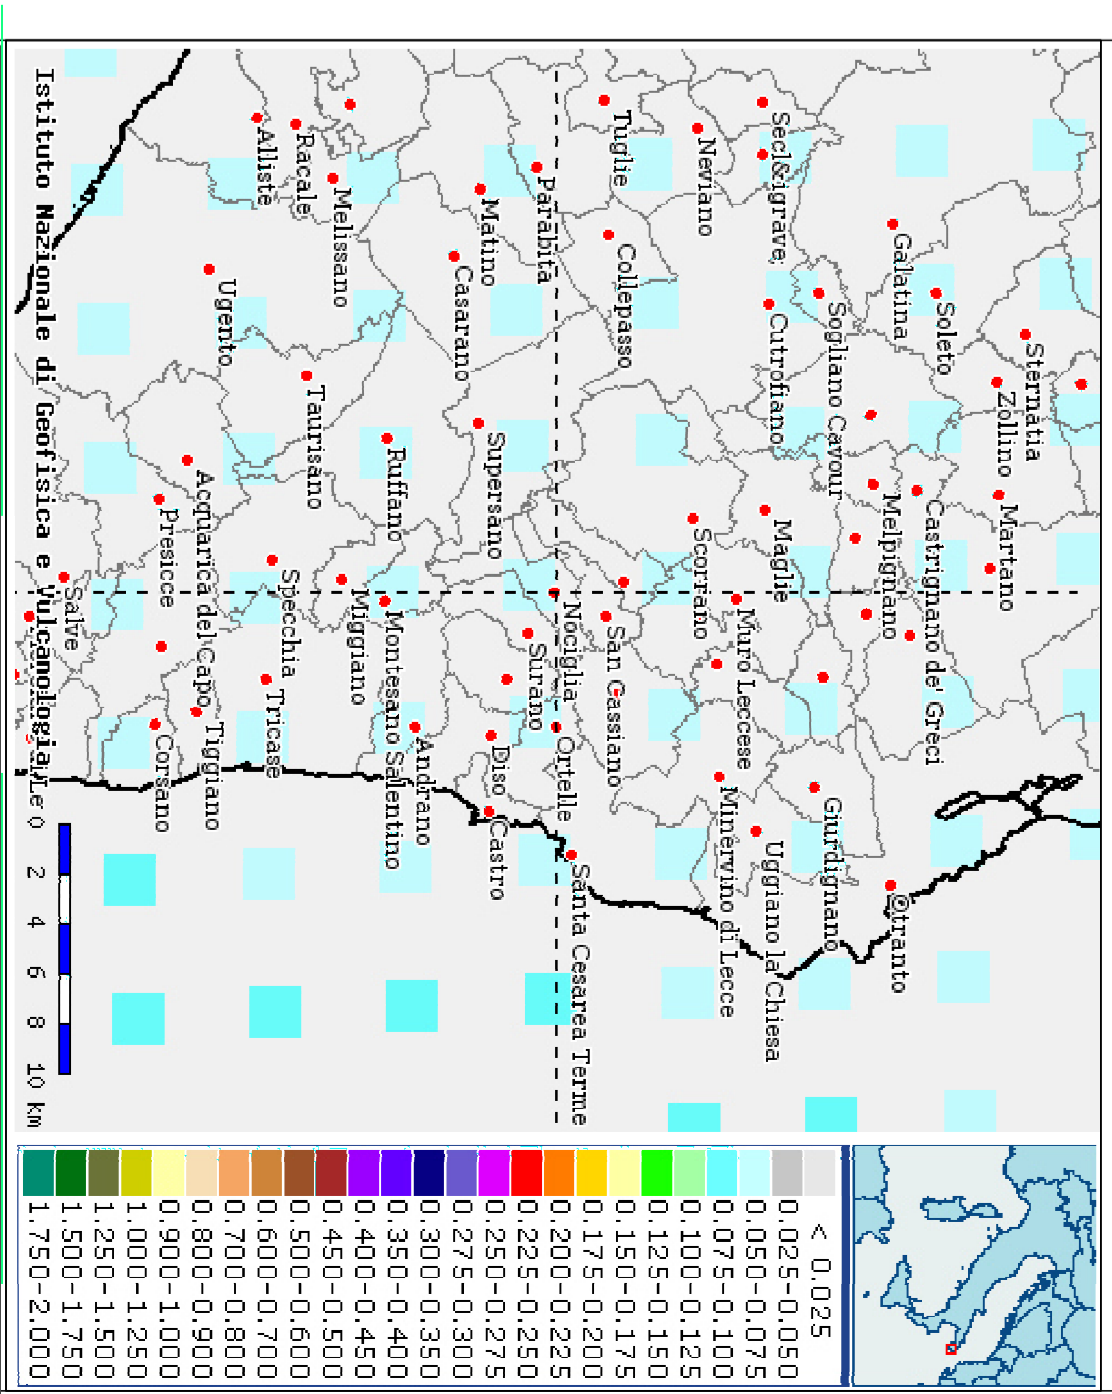 Sternatia
Zollino
Martano
Soleto
Castrignano de' Greci
Galatina
Melpignano
Sogliano Cavour
Otranto
Giurdignano
Cutrofiano
Maglie
Uggiano la Chiesa
Muro Leccese
Minervino di Lecce
Neviano
Scorrano
Tuglie
Collepasso
San Cassiano
Santa Cesarea Terme
Parabita
Nociglia
Ortelle
Surano
Matino
Supersano
Diso
Castro
Casarano
Andrano
Ruffano
Montesano Salentino
Melissano
Miggiano
Racale
Taurisano
Alliste
Specchia
Tricase
Ugento
Acquarica del Capo
Tiggiano
Presice
Corsano
Salve
Istituto Nazionale di Geofisica e Vulcanologia
0 2 4 6 8 10 km
< 0.025
0.025-0.050
0.050-0.075
0.075-0.100
0.100-0.125
0.125-0.150
0.150-0.175
0.175-0.200
0.200-0.225
0.225-0.250
0.250-0.275
0.275-0.300
0.300-0.350
0.350-0.400
0.400-0.450
0.450-0.500
0.500-0.600
0.600-0.700
0.700-0.800
0.800-0.900
0.900-1.000
1.000-1.250
1.250-1.500
1.500-1.750
1.750-2.000